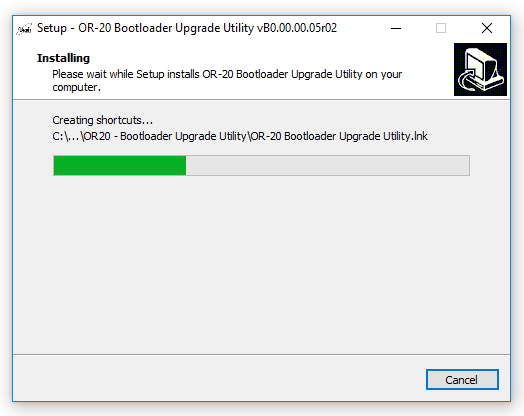 Setup - OR-20 Bootloader Upgrade Utility vB0.00.00.05r02
Installing
Please wait while Setup installs OR-20 Bootloader Upgrade Utility on your
computer.
Creating shortcuts...
C:\...\OR20 - Bootloader Upgrade Utility\OR-20 Bootloader Upgrade Utility.lnk
Cancel